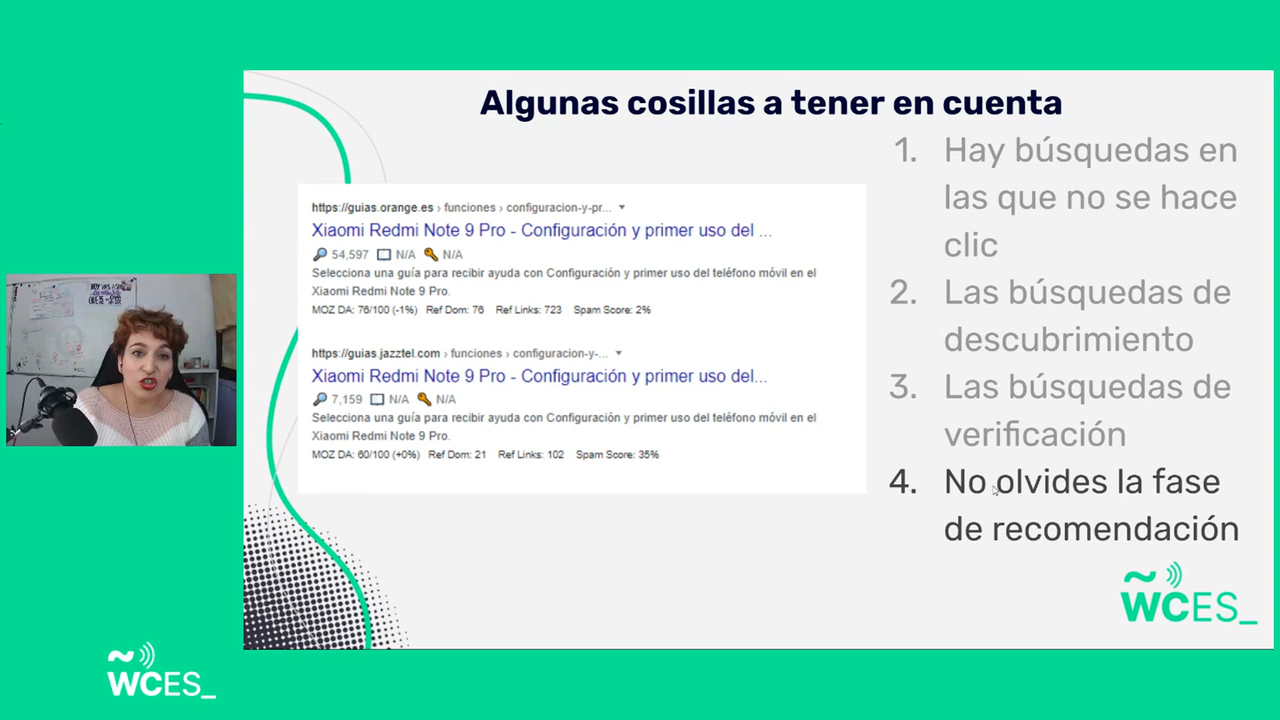 Algunas cosillas a tener en cuenta
https://guias.orange.es › funciones › configuracion-y-pr...
Xiaomi Redmi Note 9 Pro - Configuración y primer uso del ...
54,597 N/A N/A
Selecciona una guía para recibir ayuda con Configuración y primer uso del teléfono móvil en el
Xiaomi Redmi Note 9 Pro.
MOZ DA: 76/100 (-1%) Ref Dom: 76 Ref Links: 723 Spam Score: 2%
https://guias.jazztel.com › funciones › configuracion-y-...
Xiaomi Redmi Note 9 Pro - Configuración y primer uso del...
7,159 N/A N/A
Selecciona una guía para recibir ayuda con Configuración y primer uso del teléfono móvil en el
Xiaomi Redmi Note 9 Pro.
MOZ DA: 60/100 (+0%) Ref Dom: 21 Ref Links: 102 Spam Score: 35%
1. Hay búsquedas en
las que no se hace
clic
2. Las búsquedas de
descubrimiento
3. Las búsquedas de
verificación
4. No olvides la fase
de recomendación
WCES_
WCES_